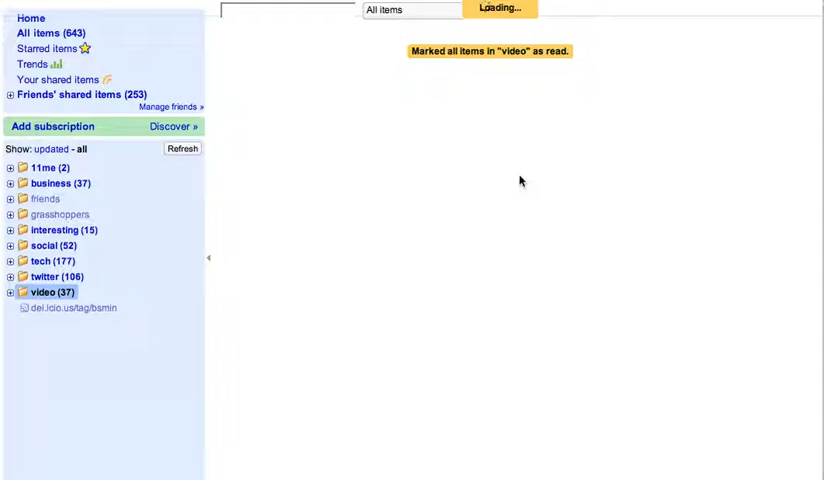 Home
All items (643)
Starred items
Trends
Your shared items
Friends' shared items (253)
Manage friends »
Add subscription Discover »
Show: updated - all Refresh
11me (2)
business (37)
friends
grasshoppers
interesting (15)
social (52)
tech (177)
twitter (106)
video (37)
del.icio.us/tag/bsmin
All items
Loading...
Marked all items in "video" as read.